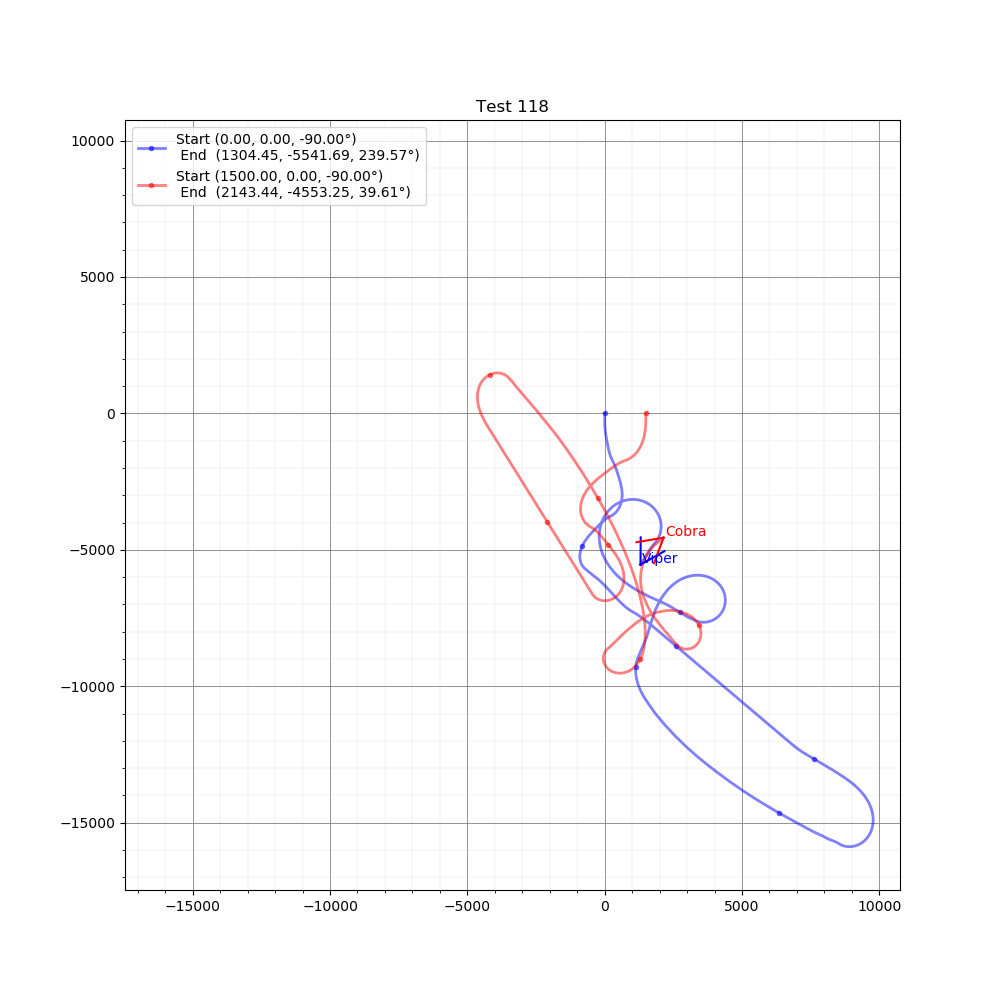 Test 118
Start (0.00, 0.00, -90.00°)
End  (1304.45, -5541.69, 239.57°)
Start (1500.00, 0.00, -90.00°)
End  (2143.44, -4553.25, 39.61°)
10000
5000
0
−5000
−10000
−15000
Cobra
Viper
−15000 −10000 −5000 0 5000 10000